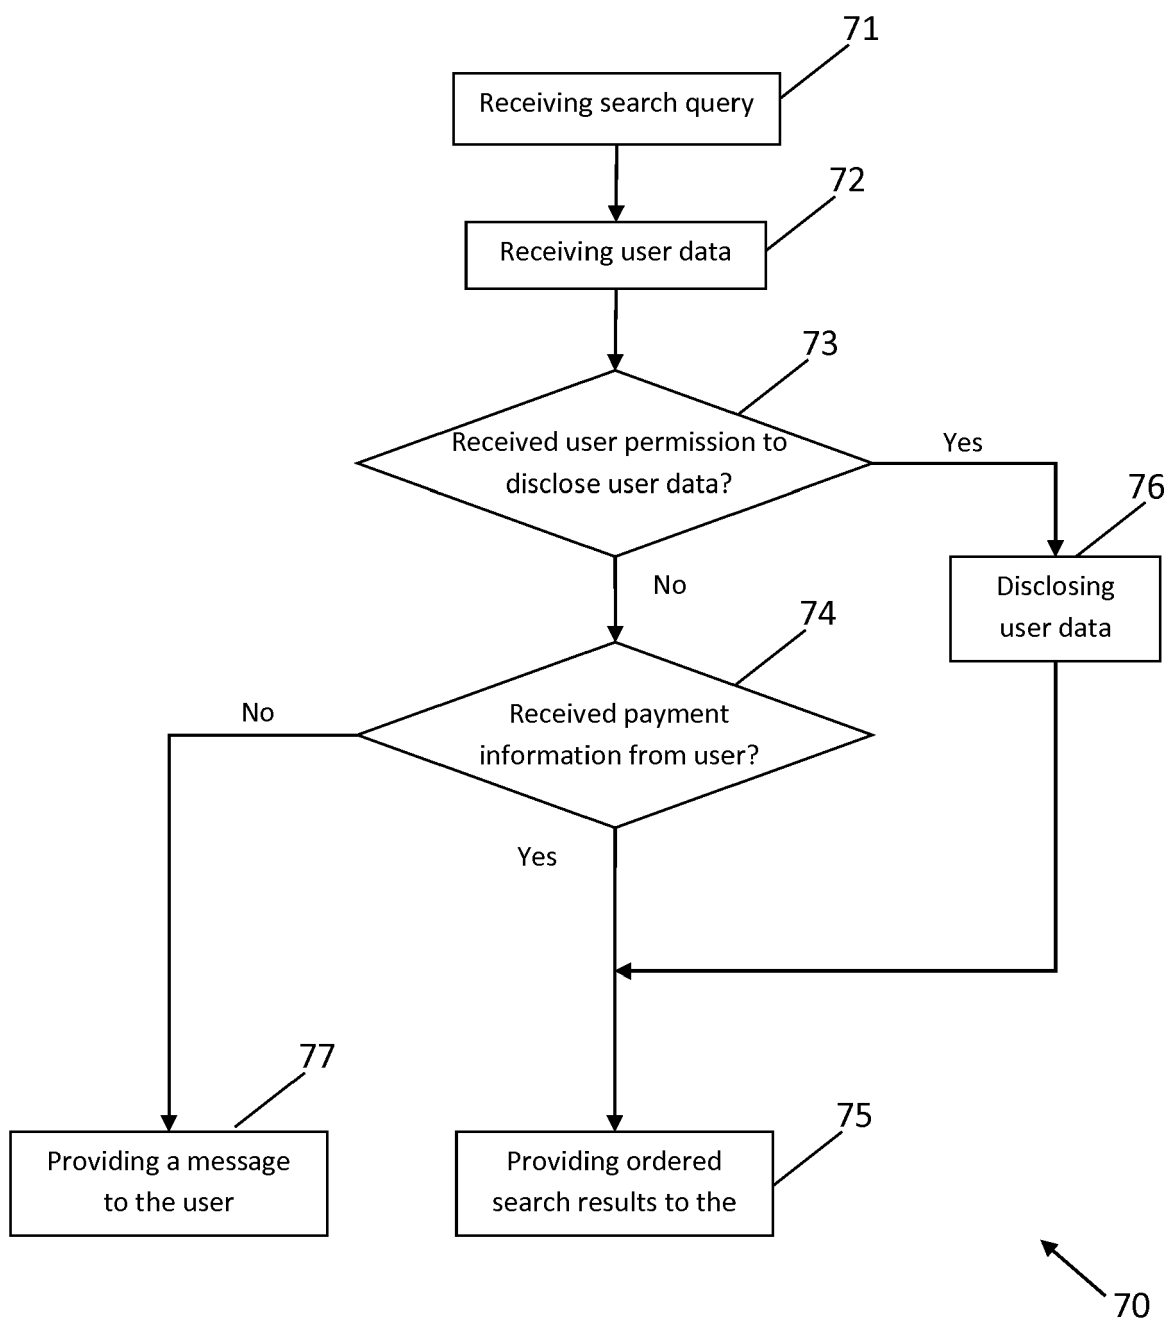 71
Receiving search query
72
Receiving user data
73
Received user permission to
disclose user data?
Yes
76
Disclosing
user data
No
74
Received payment
information from user?
No
Yes
77
Providing a message
to the user
75
Providing ordered
search results to the
70